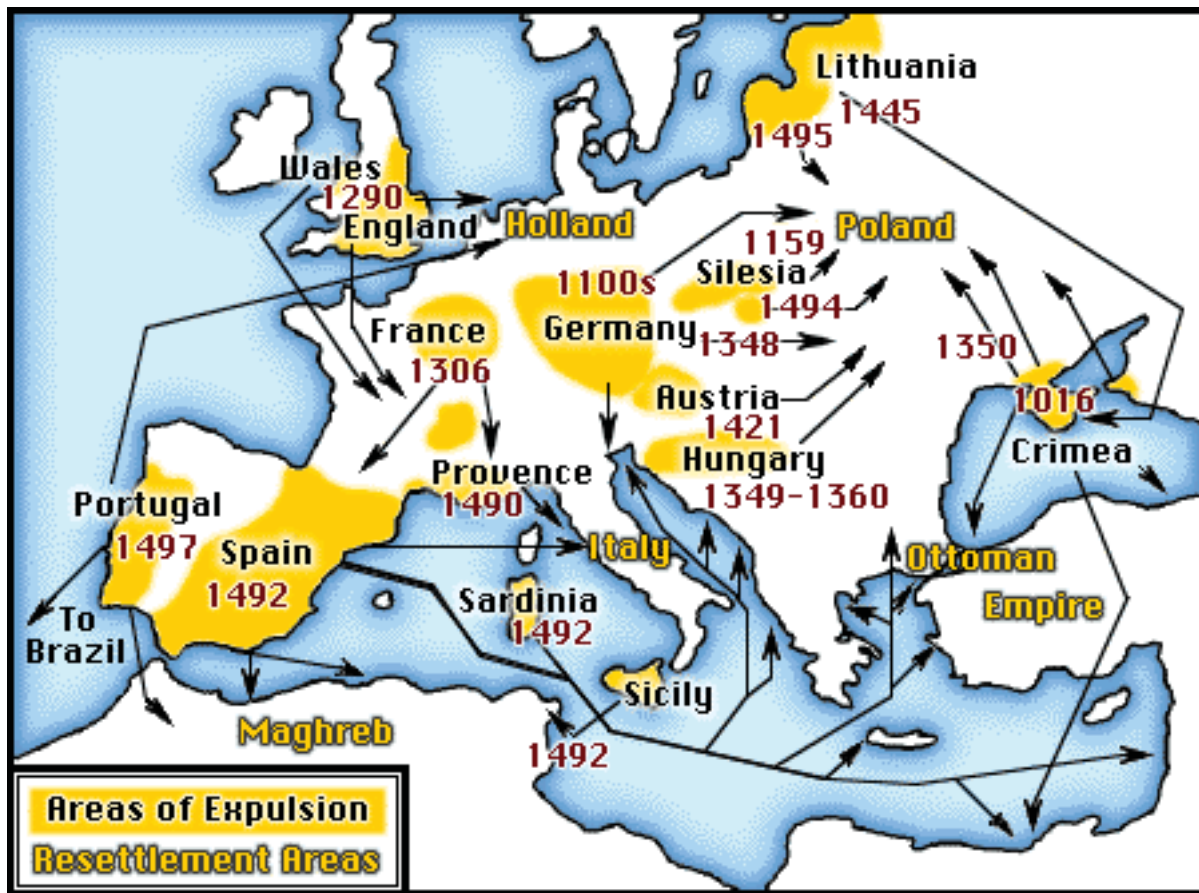 Lithuania
1445
1495
Wales
1290
England
Holland
1159
Poland
Silesia
1100s
1494
France
Germany
1348
1350
1306
Austria
1016
1421
Crimea
Provence
Hungary
1490
1349-1360
Portugal
1497
Spain
Italy
Ottoman
1492
Sardinia
Empire
1492
To
Brazil
Sicily
Maghreb
1492
Areas of Expulsion
Resettlement Areas